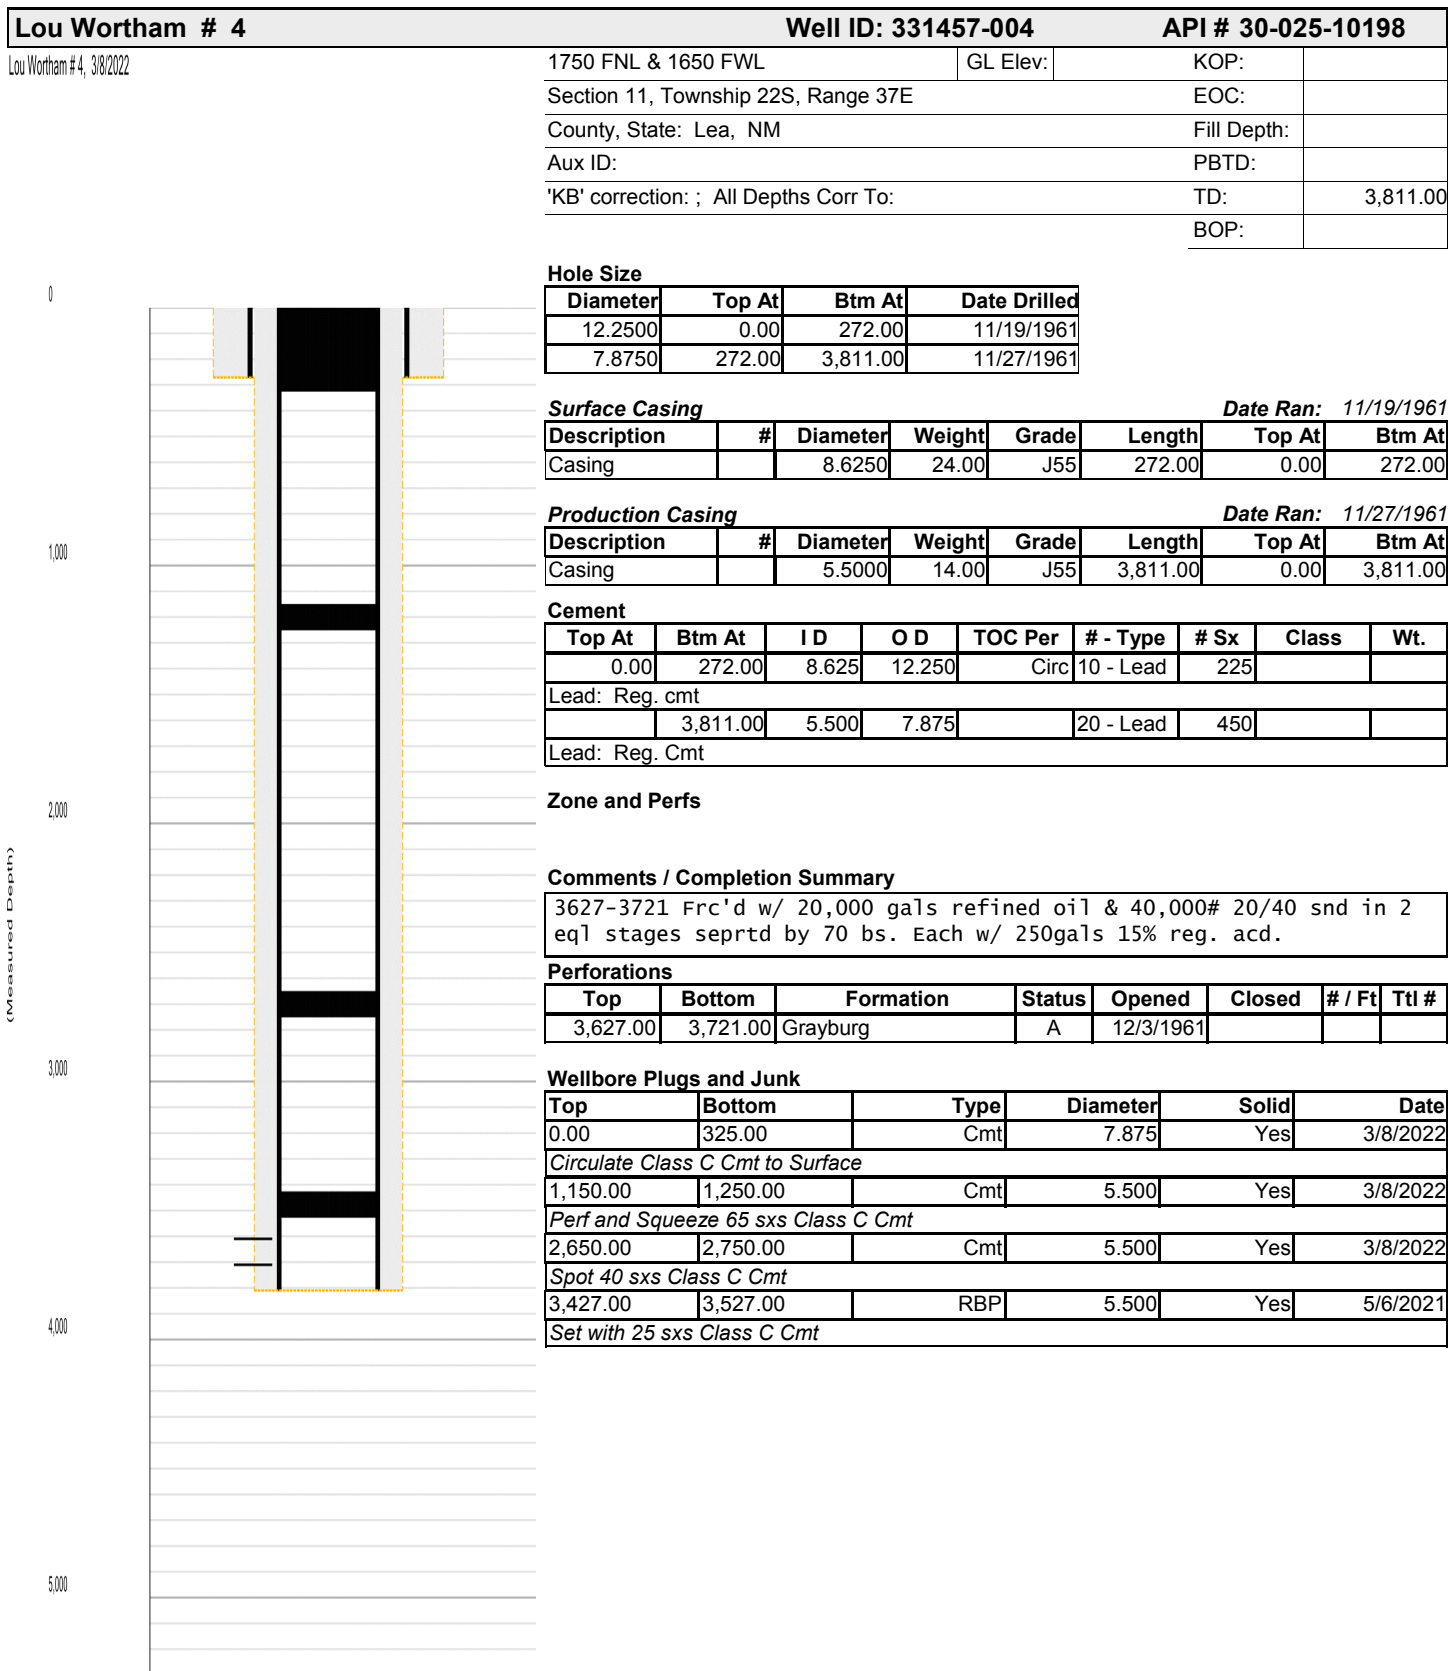 Lou Wortham # 4 Well ID: 331457-004 API # 30-025-10198
Lou Wortham # 4, 3/8/2022
1750 FNL & 1650 FWL GL Elev: KOP:
Section 11, Township 22S, Range 37E EOC:
County, State: Lea, NM Fill Depth:
Aux ID: PBTD:
'KB' correction: ; All Depths Corr To: TD: 3,811.00
BOP:
Hole Size
Diameter Top At Btm At Date Drilled
12.2500 0.00 272.00 11/19/1961
7.8750 272.00 3,811.00 11/27/1961
Surface Casing Date Ran: 11/19/1961
Description # Diameter Weight Grade Length Top At Btm At
Casing 8.6250 24.00 J55 272.00 0.00 272.00
Production Casing Date Ran: 11/27/1961
Description # Diameter Weight Grade Length Top At Btm At
Casing 5.5000 14.00 J55 3,811.00 0.00 3,811.00
Cement
Top At Btm At I D O D TOC Per # - Type # Sx Class Wt.
0.00 272.00 8.625 12.250 Circ 10 - Lead 225
Lead: Reg. cmt
3,811.00 5.500 7.875 20 - Lead 450
Lead: Reg. Cmt
Zone and Perfs
Comments / Completion Summary
3627-3721 Frc'd w/ 20,000 gals refined oil & 40,000# 20/40 snd in 2
eql stages seprtd by 70 bs. Each w/ 250gals 15% reg. acd.
Perforations
Top Bottom Formation Status Opened Closed # / Ft Ttl #
3,627.00 3,721.00 Grayburg A 12/3/1961
Wellbore Plugs and Junk
Top Bottom Type Diameter Solid Date
0.00 325.00 Cmt 7.875 Yes 3/8/2022
Circulate Class C Cmt to Surface
1,150.00 1,250.00 Cmt 5.500 Yes 3/8/2022
Perf and Squeeze 65 sxs Class C Cmt
2,650.00 2,750.00 Cmt 5.500 Yes 3/8/2022
Spot 40 sxs Class C Cmt
3,427.00 3,527.00 RBP 5.500 Yes 5/6/2021
Set with 25 sxs Class C Cmt
0
1,000
2,000
3,000
4,000
5,000
(Measured Depth)